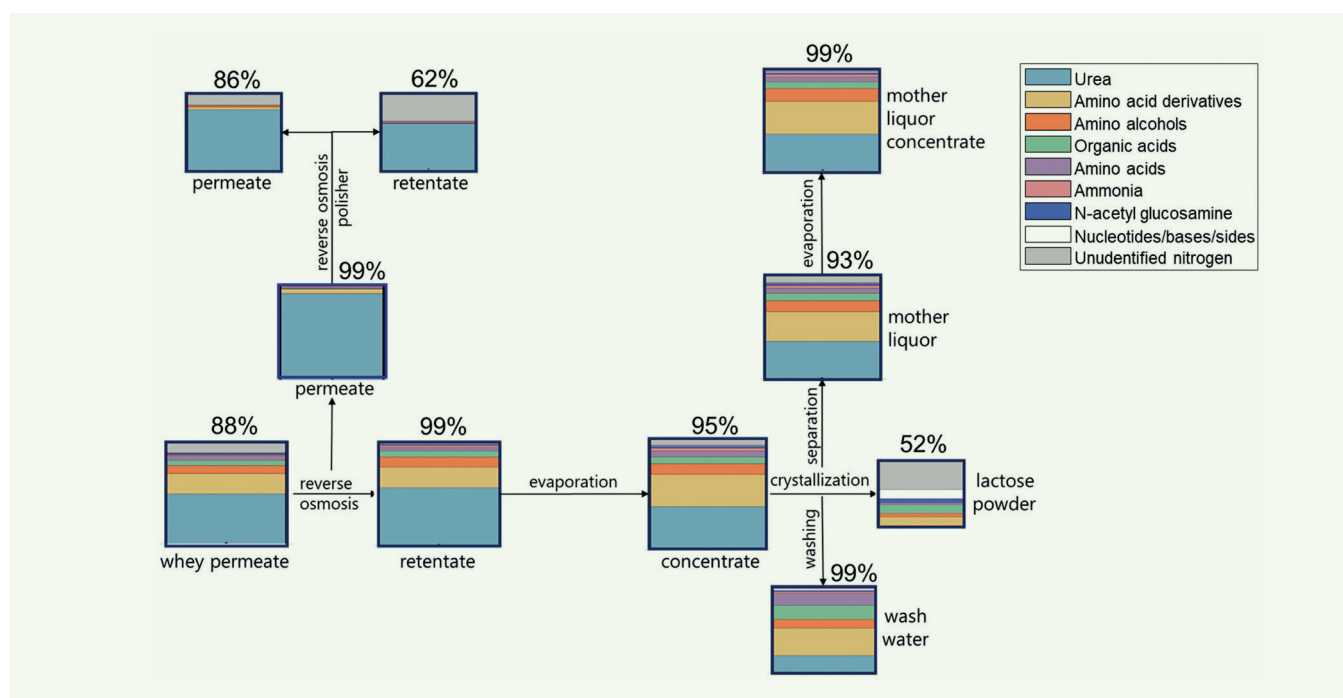 99%
86%
62%
mother
liquor
concentrate
permeate
retentate
reverse osmosis
polisher
evaporation
99%
93%
mother
liquor
permeate
separation
88%
99%
95%
52%
reverse
osmosis
evaporation
crystallization
lactose
powder
whey permeate
retentate
concentrate
washing
99%
wash
water
Urea
Amino acid derivatives
Amino alcohols
Organic acids
Amino acids
Ammonia
N-acetyl glucosamine
Nucleotides/bases/sides
Unudentified nitrogen